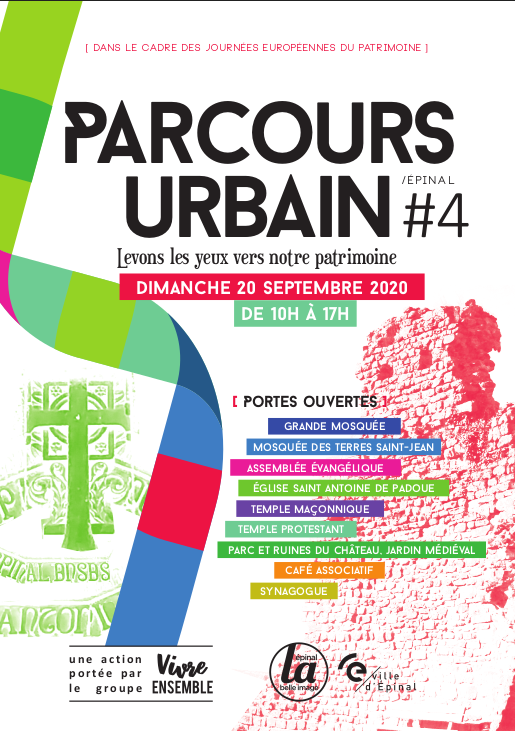 [ DANS LE CADRE DES JOURNÉES EUROPÉENNES DU PATRIMOINE ]
PARCOURS
URBAIN
/ÉPINAL
#4
Levons les yeux vers notre patrimoine
DIMANCHE 20 SEPTEMBRE 2020
DE 10H À 17H
[ PORTES OUVERTES ]
GRANDE MOSQUÉE
MOSQUÉE DES TERRES SAINT-JEAN
ASSEMBLÉE ÉVANGÉLIQUE
ÉGLISE SAINT ANTOINE DE PADOUE
TEMPLE MAÇONNIQUE
TEMPLE PROTESTANT
PARC ET RUINES DU CHÂTEAU, JARDIN MÉDIÉVAL
CAFÉ ASSOCIATIF
SYNAGOGUE
une action
portée par
le groupe
Vivre
ENSEMBLE
épinal
la
belle image
ville
d'Épinal